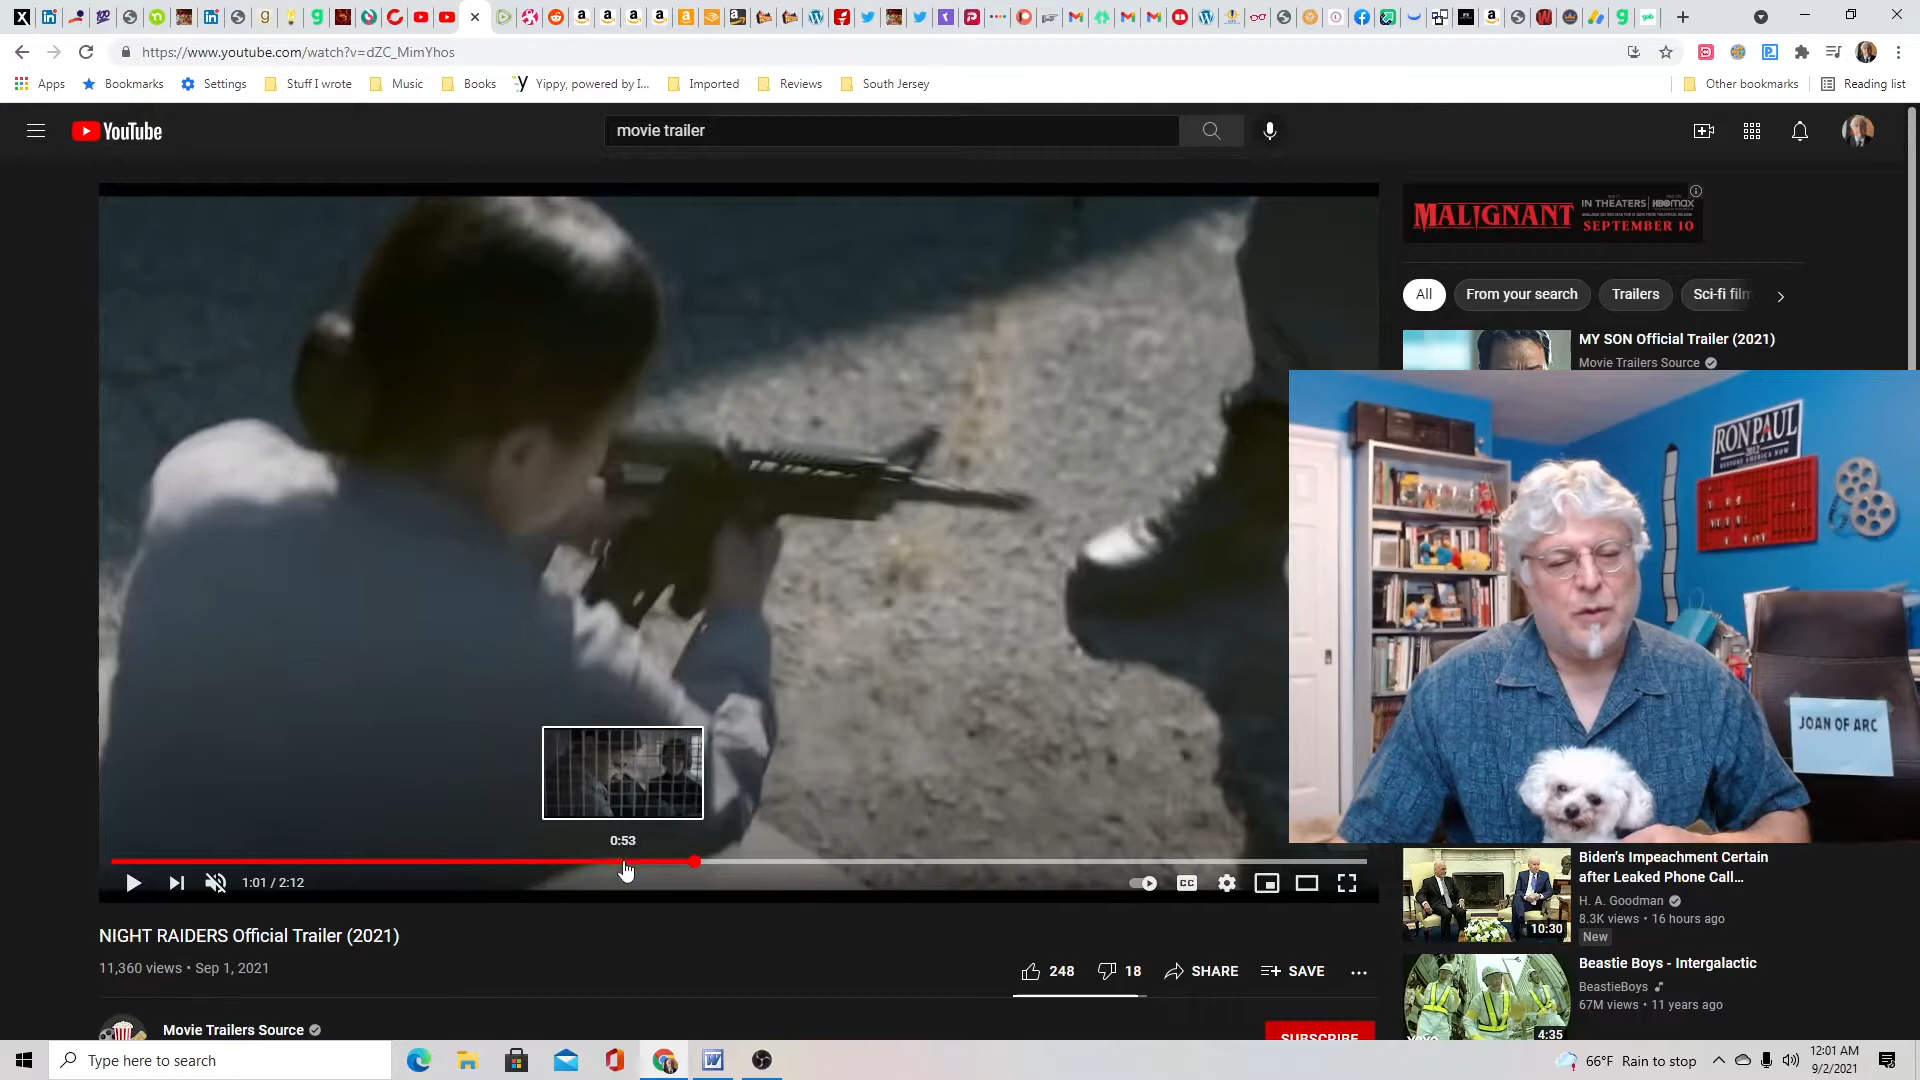 https://www.youtube.com/watch?v=dZC_MimYhos
Apps
Bookmarks
Settings
Stuff I wrote
Music
Books
Yippy, powered by I...
Imported
Reviews
South Jersey
Other bookmarks
Reading list
YouTube
movie trailer
MALIGNANT
IN THEATERS HBOmax
SEPTEMBER 10
All
From your search
Trailers
Sci-fi film
MY SON Official Trailer (2021)
Movie Trailers Source
RON PAUL
2012
RESTORE AMERICA NOW
JOAN OF ARC
0:53
1:01 / 2:12
CC
NIGHT RAIDERS Official Trailer (2021)
11,360 views • Sep 1, 2021
248
18
SHARE
SAVE
Movie Trailers Source
SUBSCRIBE
Biden's Impeachment Certain
after Leaked Phone Call...
H. A. Goodman
8.3K views • 16 hours ago
New
10:30
Beastie Boys - Intergalactic
BeastieBoys
67M views • 11 years ago
4:35
Type here to search
66°F Rain to stop
12:01 AM
9/2/2021